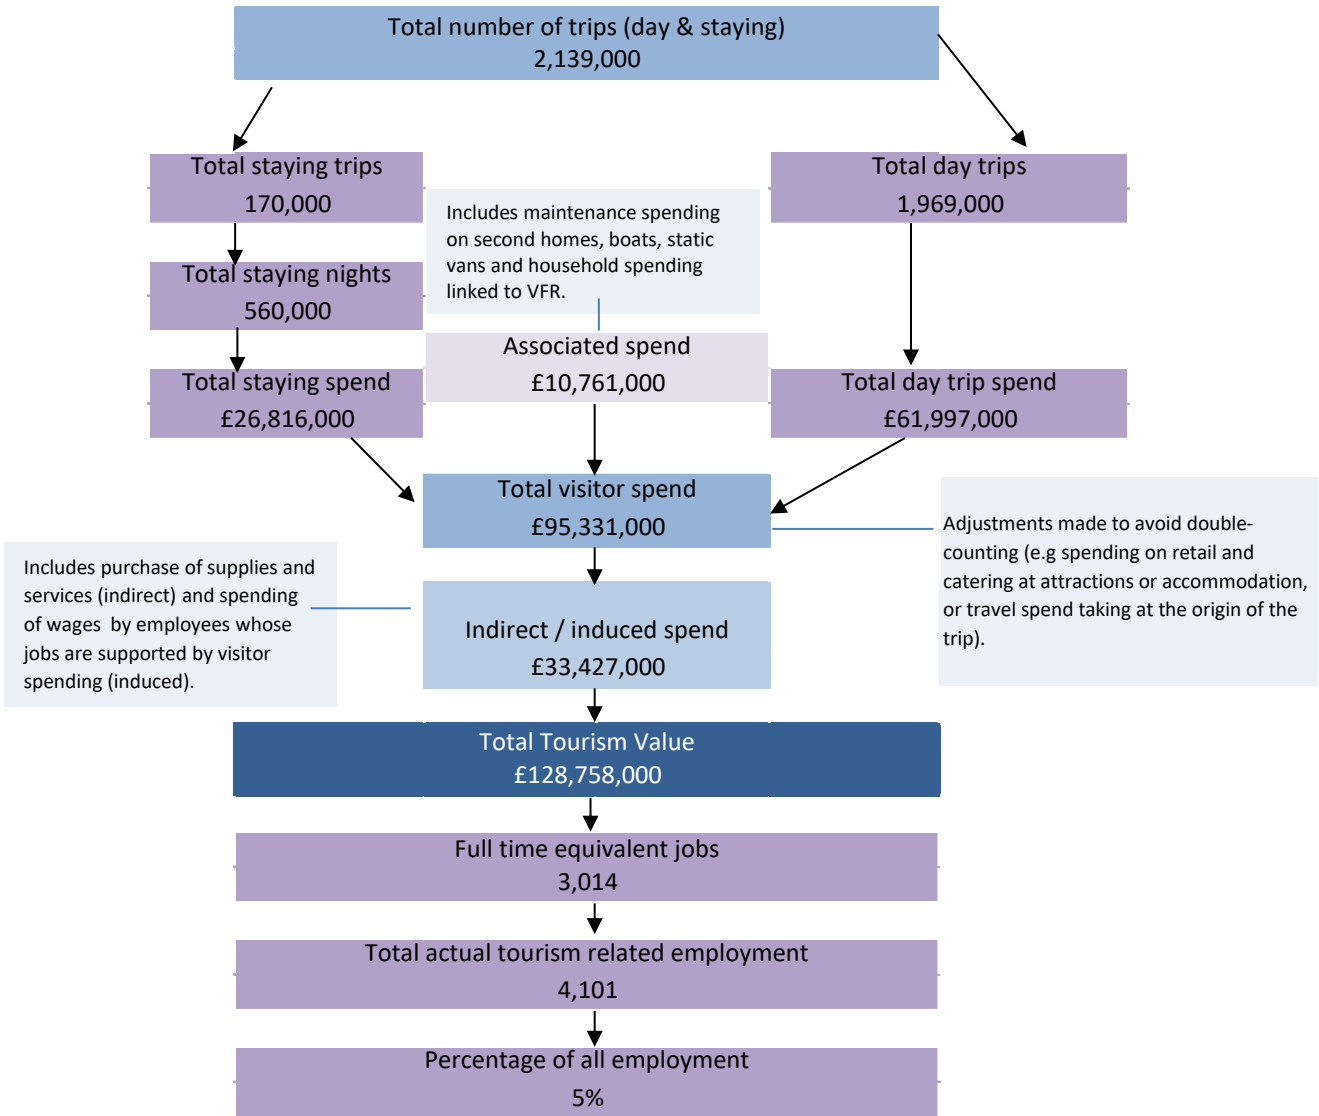 Total number of trips (day & staying)
2,139,000
Total staying trips
170,000
Total day trips
1,969,000
Includes maintenance spending
on second homes, boats, static
vans and household spending
linked to VFR.
Total staying nights
560,000
Associated spend
£10,761,000
Total staying spend
£26,816,000
Total day trip spend
£61,997,000
Total visitor spend
£95,331,000
Adjustments made to avoid double-
counting (e.g spending on retail and
catering at attractions or accommodation,
or travel spend taking at the origin of the
trip).
Includes purchase of supplies and
services (indirect) and spending
of wages by employees whose
jobs are supported by visitor
spending (induced).
Indirect / induced spend
£33,427,000
Total Tourism Value
£128,758,000
Full time equivalent jobs
3,014
Total actual tourism related employment
4,101
Percentage of all employment
5%